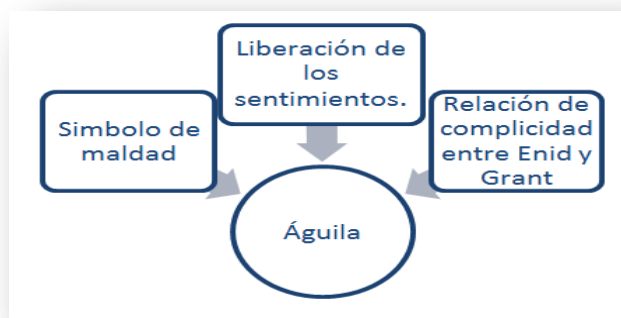 Liberación de
los
sentimientos.
Simbolo de
maldad
Relación de
complicidad
entre Enid y
Grant
Águila